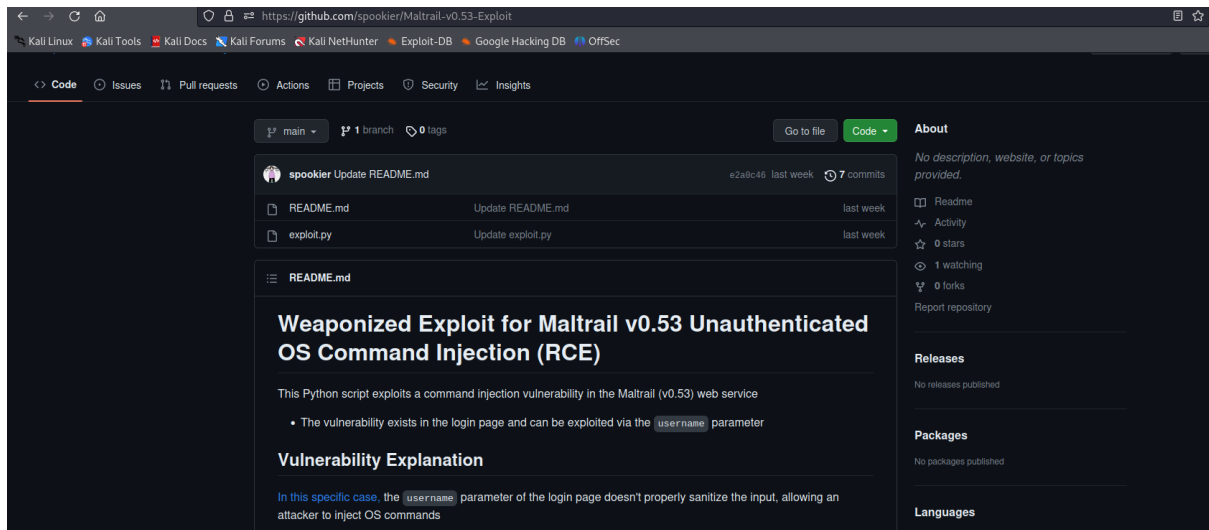 https://github.com/spookier/Maltrail-v0.53-Exploit
Kali Linux Kali Tools Kali Docs Kali Forums Kali NetHunter Exploit-DB Google Hacking DB OffSec
Code Issues Pull requests Actions Projects Security Insights
main 1 branch 0 tags Go to file Code
spookier Update README.md e2a0c46 last week 7 commits
README.md Update README.md last week
exploit.py Update exploit.py last week
README.md
Weaponized Exploit for Maltrail v0.53 Unauthenticated
OS Command Injection (RCE)
This Python script exploits a command injection vulnerability in the Maltrail (v0.53) web service
• The vulnerability exists in the login page and can be exploited via the username parameter
Vulnerability Explanation
In this specific case, the username parameter of the login page doesn't properly sanitize the input, allowing an
attacker to inject OS commands
About
No description, website, or topics
provided.
Readme
Activity
0 stars
1 watching
0 forks
Report repository
Releases
No releases published
Packages
No packages published
Languages